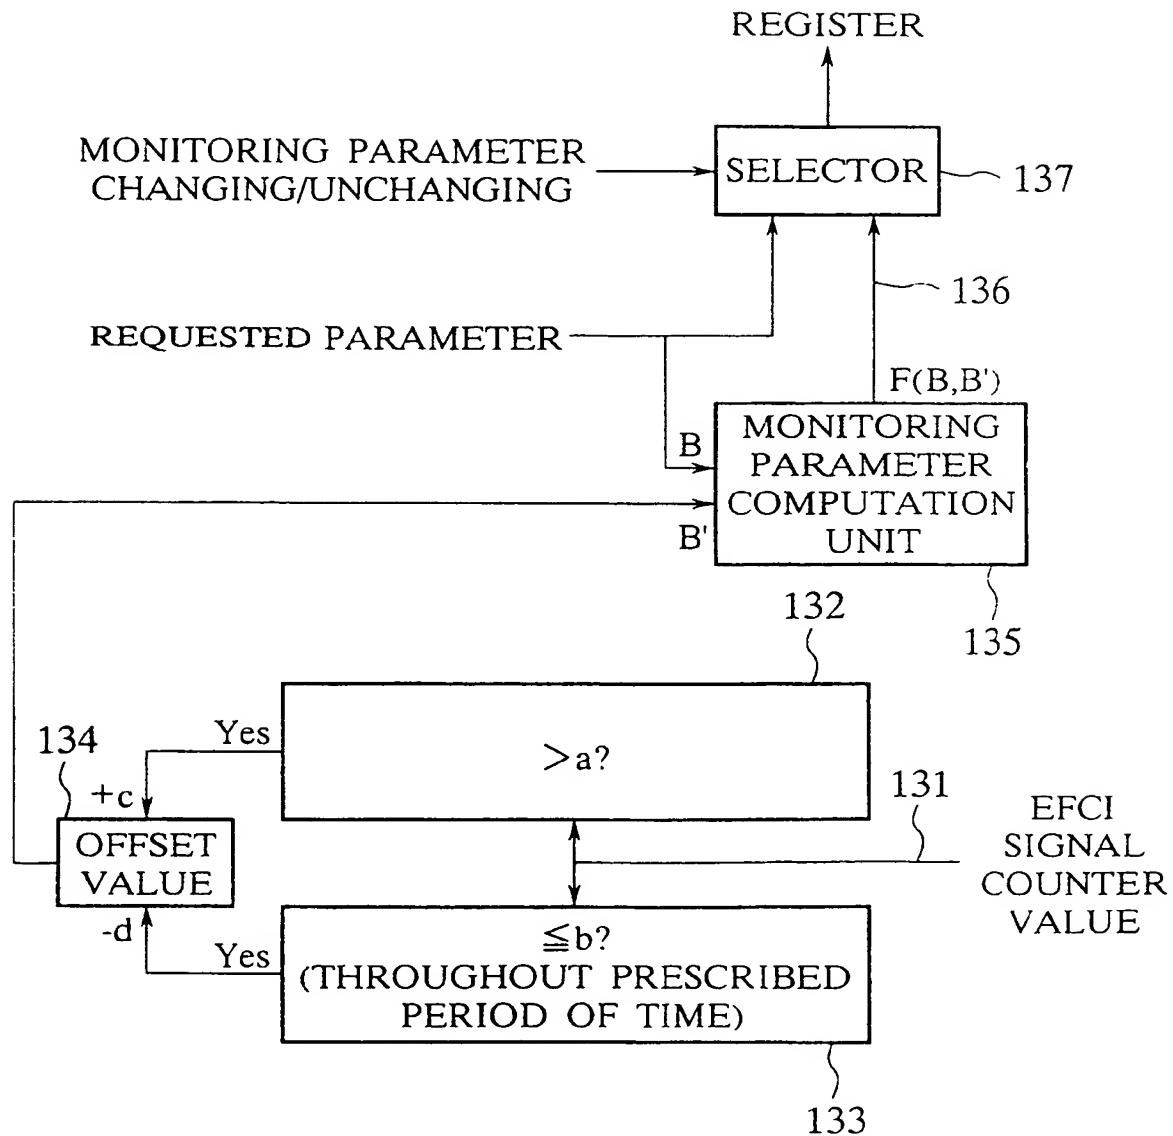 REGISTER
MONITORING PARAMETER
CHANGING/UNCHANGING
SELECTOR
137
136
REQUESTED PARAMETER
F(B,B')
B
B'
MONITORING
PARAMETER
COMPUTATION
UNIT
135
132
134
Yes
>a?
+c
131
EFCI
SIGNAL
COUNTER
VALUE
OFFSET
VALUE
-d
Yes
≦b?
(THROUGHOUT PRESCRIBED
PERIOD OF TIME)
133